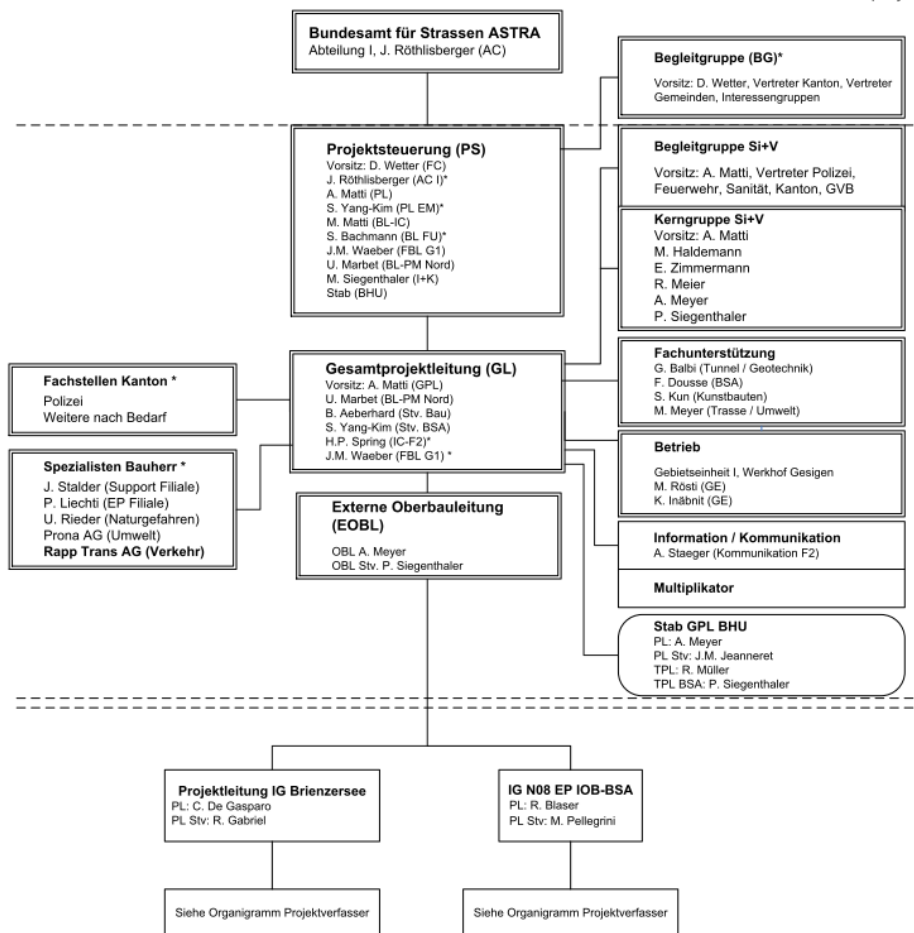 Bundesamt für Strassen ASTRA
Abteilung I, J. Röthlisberger (AC)
Begleitgruppe (BG)*
Vorsitz: D. Wetter, Vertreter Kanton, Vertreter
Gemeinden, Interessengruppen
Projektsteuerung (PS)
Vorsitz: D. Wetter (FC)
J. Röthlisberger (AC I)*
A. Matti (PL)
S. Yang-Kim (PL EM)*
M. Matti (BL-IC)
S. Bachmann (BL FU)*
J.M. Waeber (FBL G1)
U. Marbet (BL-PM Nord)
M. Siegenthaler (I+K)
Stab (BHU)
Begleitgruppe Si+V
Vorsitz: A. Matti, Vertreter Polizei,
Feuerwehr, Sanität, Kanton, GVB
Kerngruppe Si+V
Vorsitz: A. Matti
M. Haldemann
E. Zimmermann
R. Meier
A. Meyer
P. Siegenthaler
Gesamtprojektleitung (GL)
Vorsitz: A. Matti (GPL)
U. Marbet (BL-PM Nord)
B. Aeberhard (Stv. Bau)
S. Yang-Kim (Stv. BSA)
H.P. Spring (IC-F2)*
J.M. Waeber (FBL G1) *
Fachstellen Kanton *
Polizei
Weitere nach Bedarf
Spezialisten Bauherr *
J. Stalder (Support Filiale)
P. Liechti (EP Filiale)
U. Rieder (Naturgefahren)
Prona AG (Umwelt)
Rapp Trans AG (Verkehr)
Fachunterstützung
G. Balbi (Tunnel / Geotechnik)
F. Dousse (BSA)
S. Kun (Kunstbauten)
M. Meyer (Trasse / Umwelt)
Betrieb
Gebietseinheit I, Werkhof Gesigen
M. Rösti (GE)
K. Inäbnit (GE)
Externe Oberbauleitung
(EOBL)
OBL A. Meyer
OBL Stv. P. Siegenthaler
Information / Kommunikation
A. Staeger (Kommunikation F2)
Multiplikator
Stab GPL BHU
PL: A. Meyer
PL Stv: J.M. Jeanneret
TPL: R. Müller
TPL BSA: P. Siegenthaler
Projektleitung IG Brienzersee
PL: C. De Gasparo
PL Stv: R. Gabriel
IG N08 EP IOB-BSA
PL: R. Blaser
PL Stv: M. Pellegrini
Siehe Organigramm Projektverfasser
Siehe Organigramm Projektverfasser